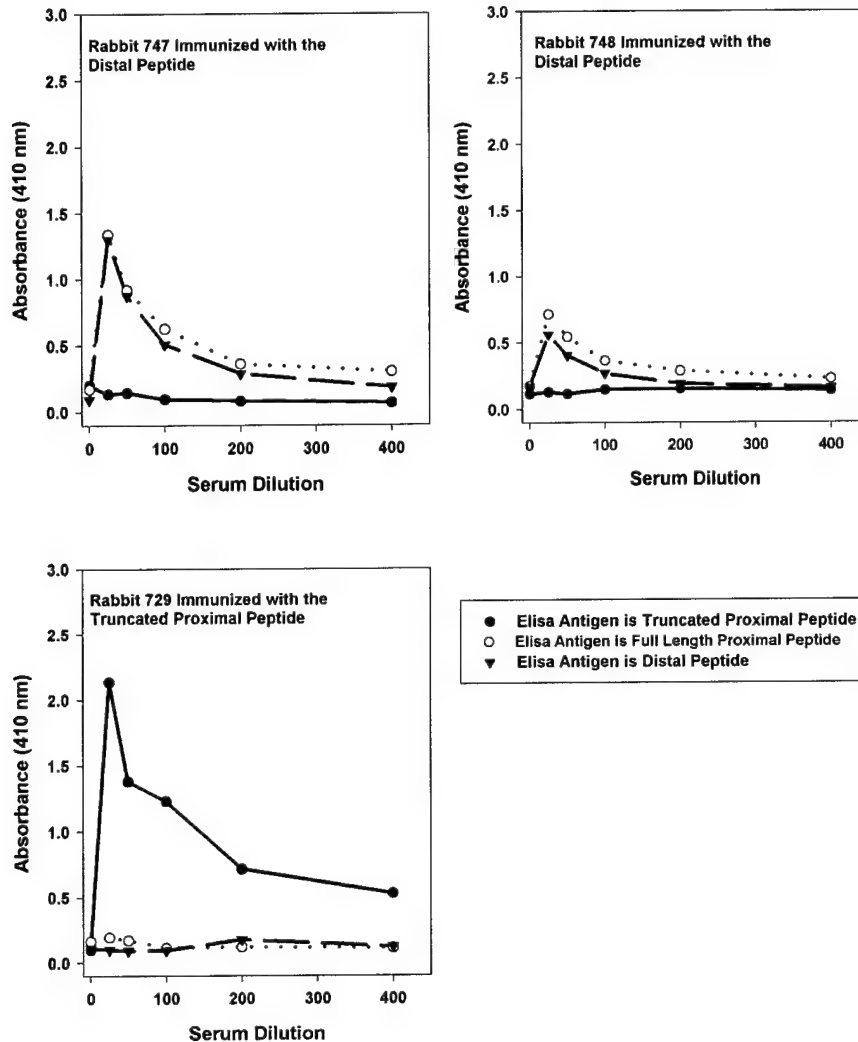 Rabbit 747 Immunized with the
Distal Peptide
Absorbance (410 nm)
3.0
2.5
2.0
1.5
1.0
0.5
0.0
0
100
200
300
400
Serum Dilution
Rabbit 748 Immunized with the
Distal Peptide
Absorbance (410 nm)
3.0
2.5
2.0
1.5
1.0
0.5
0.0
0
100
200
300
400
Serum Dilution
Rabbit 729 Immunized with the
Truncated Proximal Peptide
Absorbance (410 nm)
3.0
2.5
2.0
1.5
1.0
0.5
0.0
0
100
200
300
400
Serum Dilution
Elisa Antigen is Truncated Proximal Peptide
Elisa Antigen is Full Length Proximal Peptide
Elisa Antigen is Distal Peptide